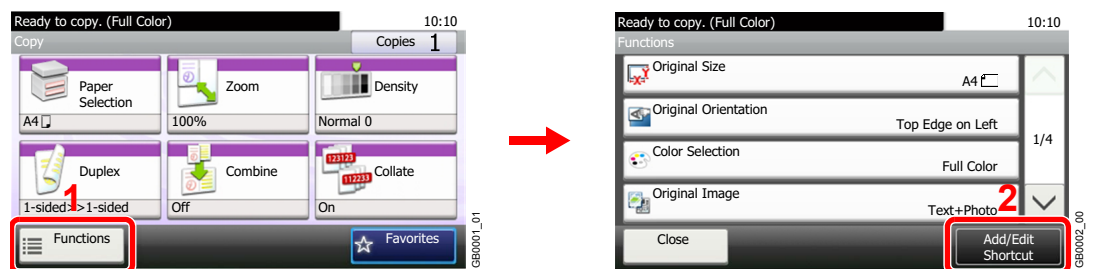 Ready to copy. (Full Color) 10:10
Copy Copies 1
Paper
Selection
A4
Zoom
100%
Density
Normal 0
Duplex
1-sided>>1-sided
Combine
Off
123123
112233
Collate
On
1
Functions
Favorites
GB0001_01
Ready to copy. (Full Color) 10:10
Functions
Original Size
A4
Original Orientation
Top Edge on Left
1/4
Color Selection
Full Color
Original Image
Text+Photo
2
Close
Add/Edit
Shortcut
GB0002_00